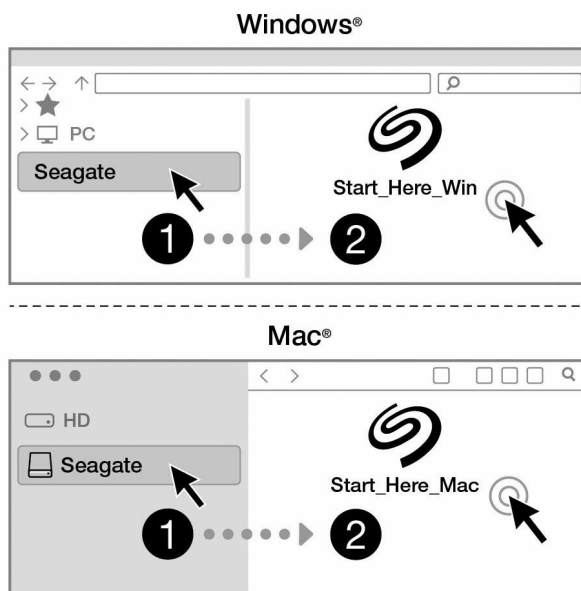 Windows®
PC
Seagate
Start_Here_Win
1
2
Mac®
HD
Seagate
Start_Here_Mac
1
2